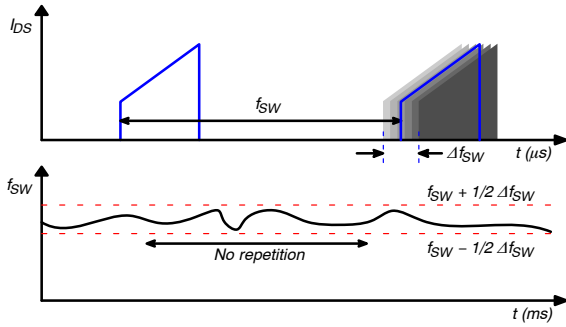 IDS
fSW
ΔfSW
t (μs)
fSW
fSW + 1/2 ΔfSW
No repetition
fSW − 1/2 ΔfSW
t (ms)